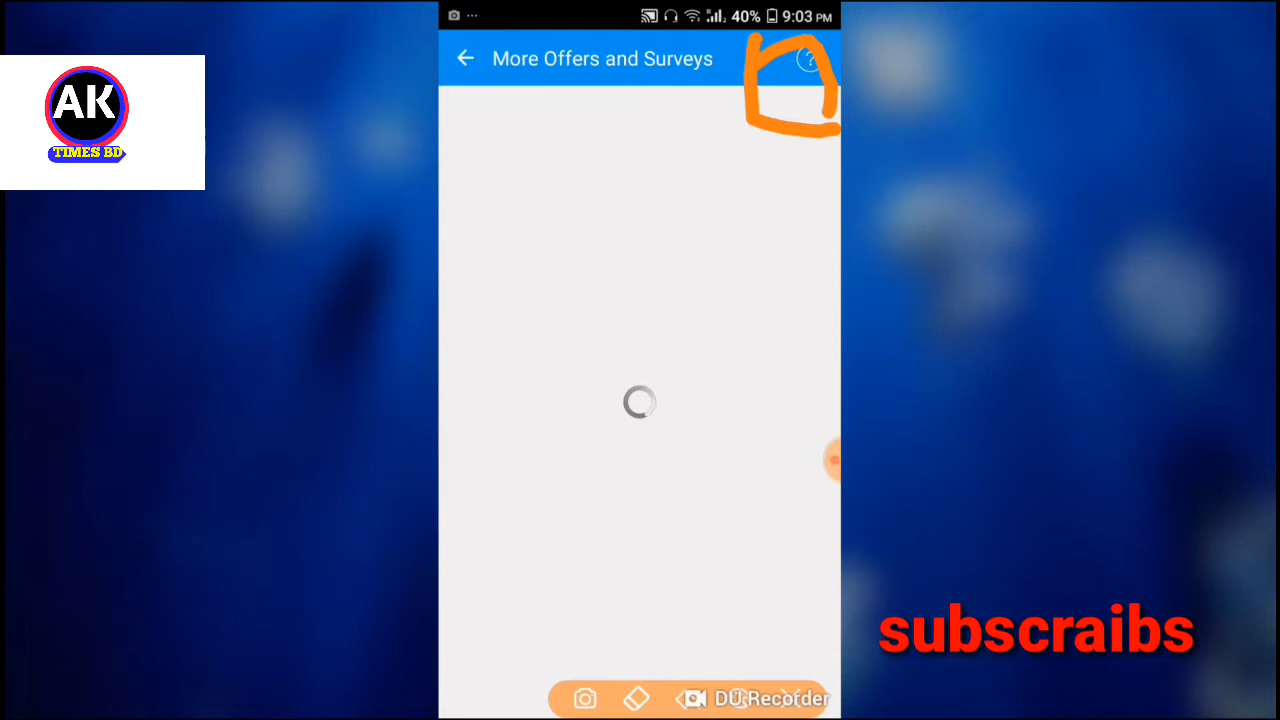 40% 9:03 PM
More Offers and Surveys
?
AK
TIMES BD
subscraibs
DU Recorder